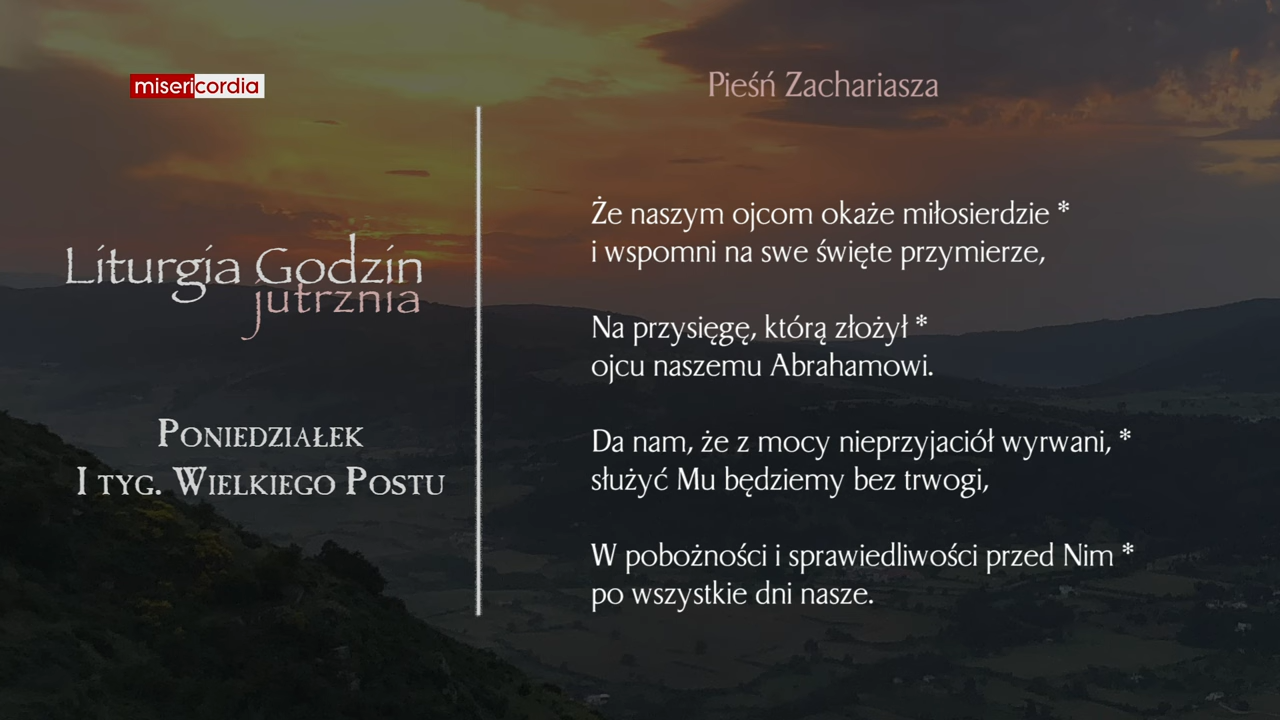 misericordia
Liturgia Godzin
jutrznia
Poniedziałek
I tyg. Wielkiego Postu
Pieśń Zachariasza
Że naszym ojcom okaże miłosierdzie *
i wspomni na swe święte przymierze,
Na przysięgę, którą złożył *
ojcu naszemu Abrahamowi.
Da nam, że z mocy nieprzyjaciół wyrwani, *
służyć Mu będziemy bez trwogi,
W pobożności i sprawiedliwości przed Nim *
po wszystkie dni nasze.